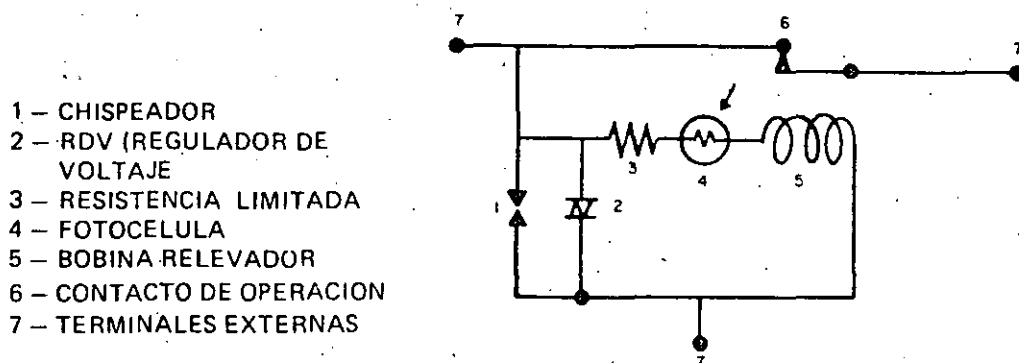 1 – CHISPEADOR
2 – RDV (REGULADOR DE
VOLTAJE
3 – RESISTENCIA LIMITADA
4 – FOTOCELULA
5 – BOBINA RELEVADOR
6 – CONTACTO DE OPERACION
7 – TERMINALES EXTERNAS
7
6
7
1
2
3
4
5
7